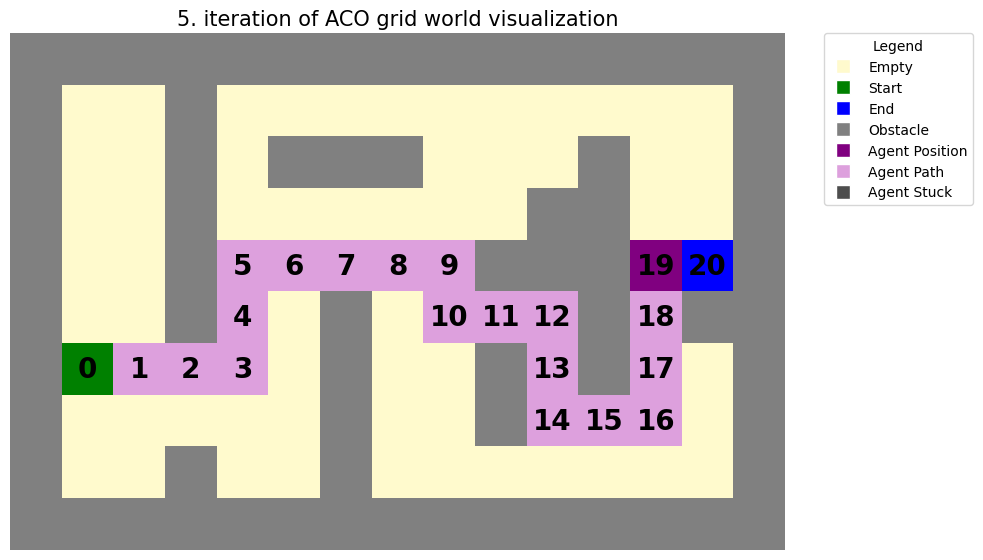 5. iteration of ACO grid world visualization
Legend
Empty
Start
End
Obstacle
Agent Position
Agent Path
Agent Stuck
5 6 7 8 9 19 20
4 10 11 12 18
0 1 2 3 13 17
14 15 16